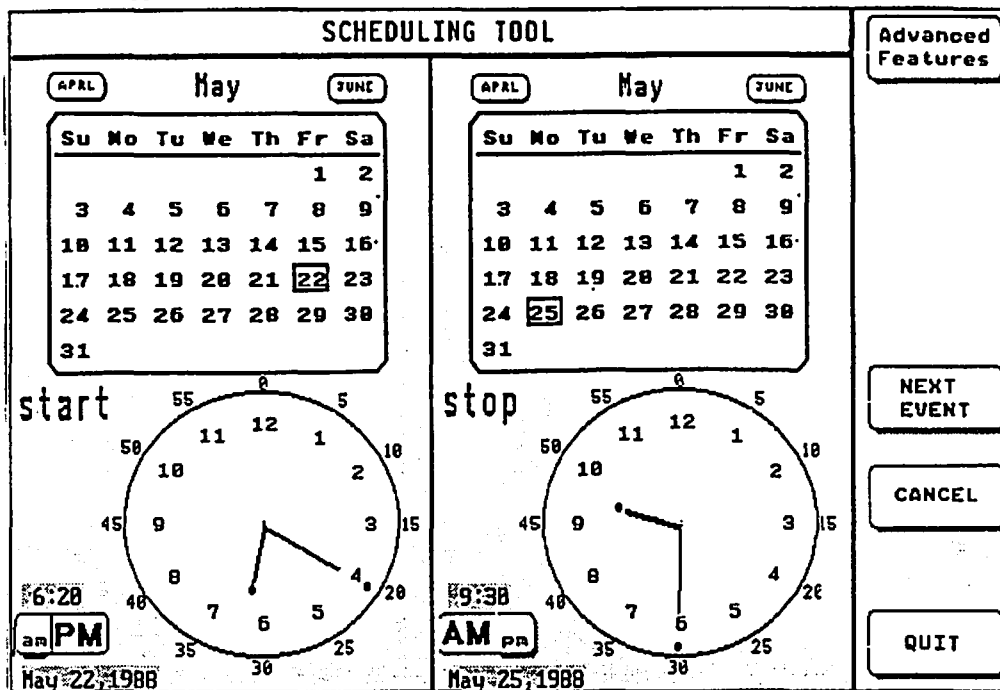 SCHEDULING TOOL
APRL May JUNE
Su Mo Tu We Th Fr Sa
1 2
3 4 5 6 7 8 9
10 11 12 13 14 15 16
17 18 19 20 21 22 23
24 25 26 27 28 29 30
31
start
0 5 10 15 20 25 30 35 40 45 50 55
12 1 2 3 4 5 6 7 8 9 10 11
6:20
am PM
May 22, 1988
APRL May JUNE
Su Mo Tu We Th Fr Sa
1 2
3 4 5 6 7 8 9
10 11 12 13 14 15 16
17 18 19 20 21 22 23
24 25 26 27 28 29 30
31
stop
0 5 10 15 20 25 30 35 40 45 50 55
12 1 2 3 4 5 6 7 8 9 10 11
9:30
AM pm
May 25, 1988
Advanced
Features
NEXT
EVENT
CANCEL
QUIT